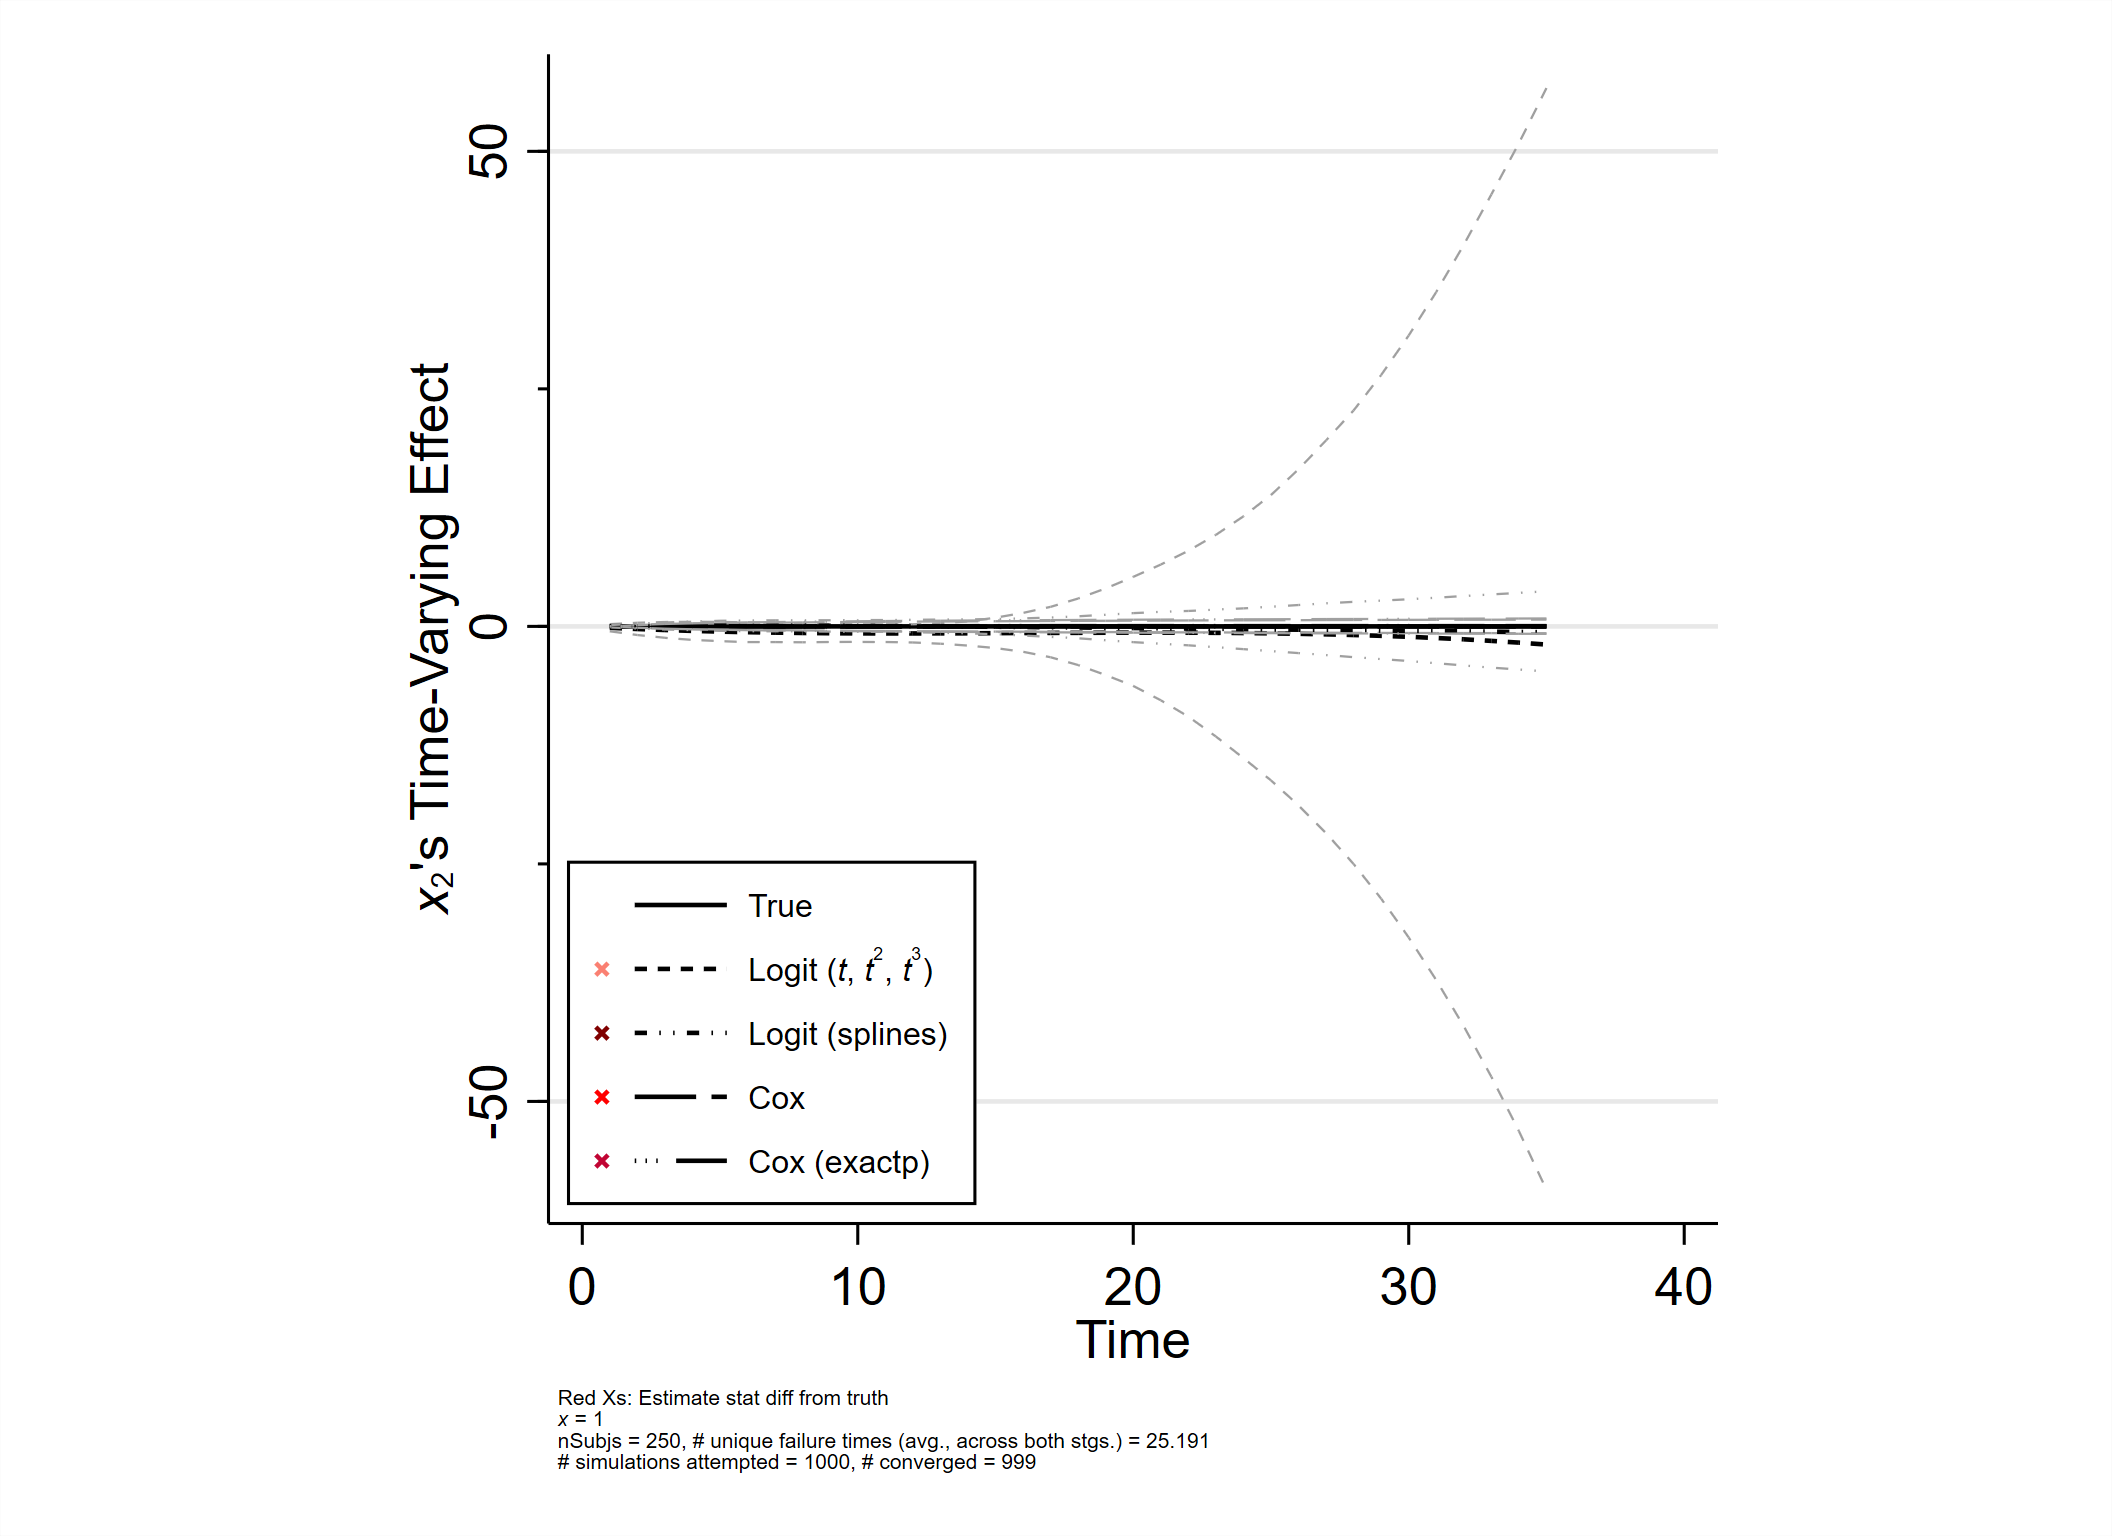 50
0
-50
x₂'s Time-Varying Effect
True
Logit (t, t², t³)
Logit (splines)
Cox
Cox (exactp)
0 10 20 30 40
Time
Red Xs: Estimate stat diff from truth
x = 1
nSubjs = 250, # unique failure times (avg., across both stgs.) = 25.191
# simulations attempted = 1000, # converged = 999